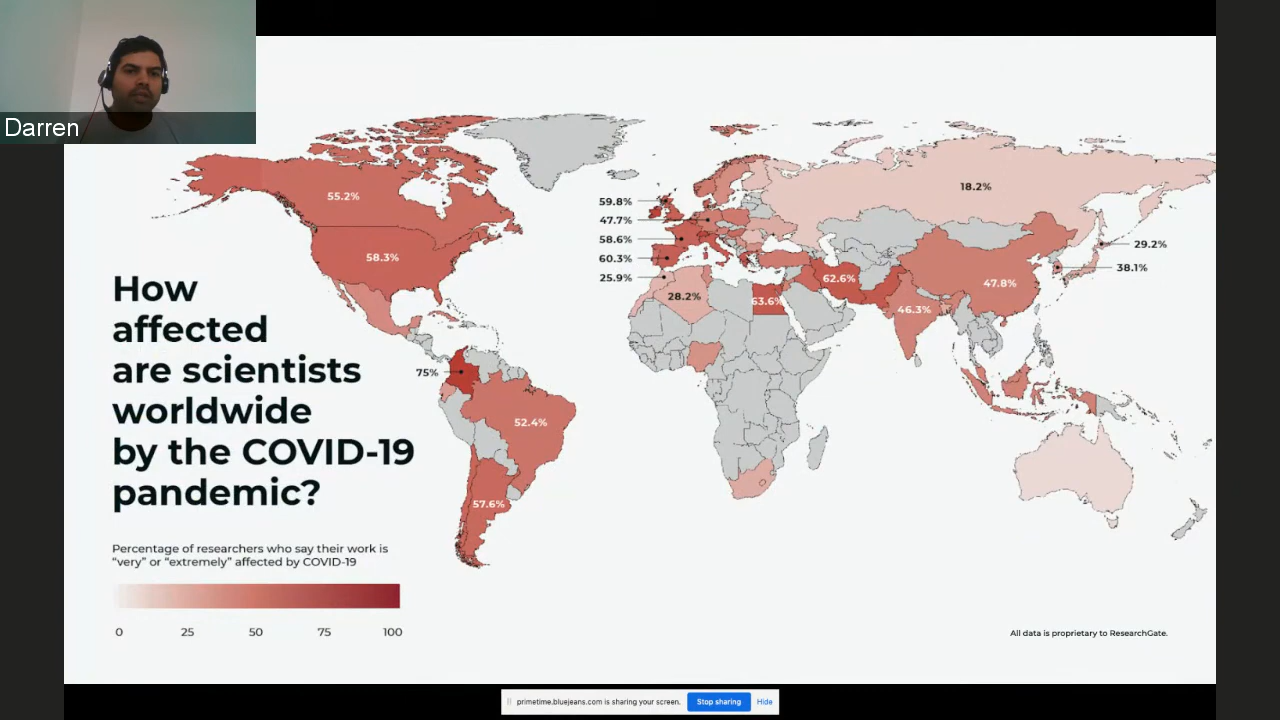 Darren
How
affected
are scientists
worldwide
by the COVID-19
pandemic?
Percentage of researchers who say their work is
“very” or “extremely” affected by COVID-19
0 25 50 75 100
55.2%
58.3%
75%
52.4%
57.6%
59.8%
47.7%
58.6%
60.3%
25.9%
28.2%
63.6%
62.6%
46.3%
47.8%
18.2%
29.2%
38.1%
All data is proprietary to ResearchGate.
primetime.bluejeans.com is sharing your screen. Stop sharing Hide